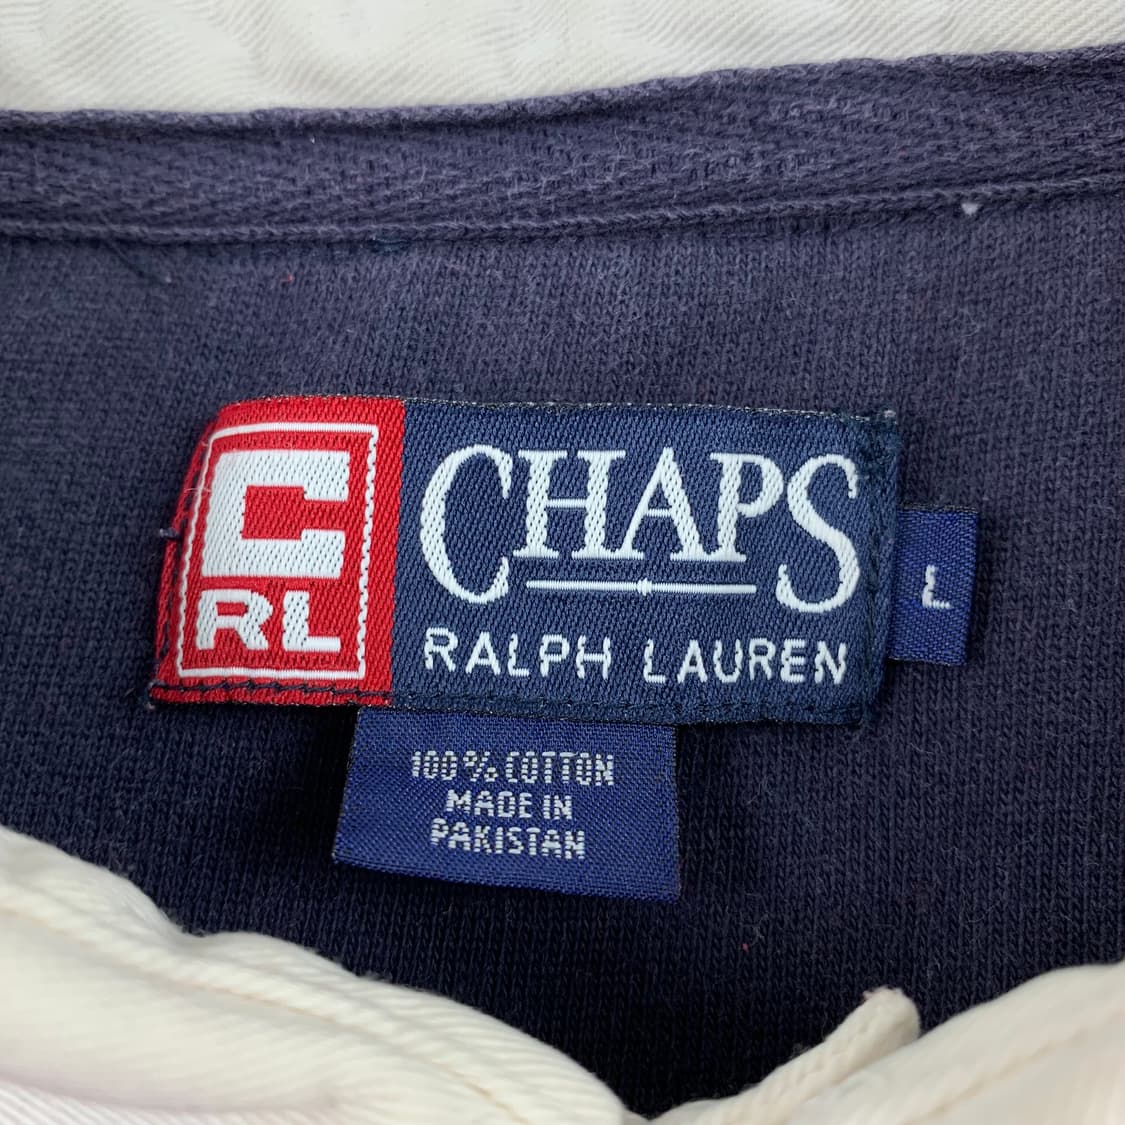 C
RL
CHAPS
RALPH LAUREN
L
100% COTTON
MADE IN
PAKISTAN